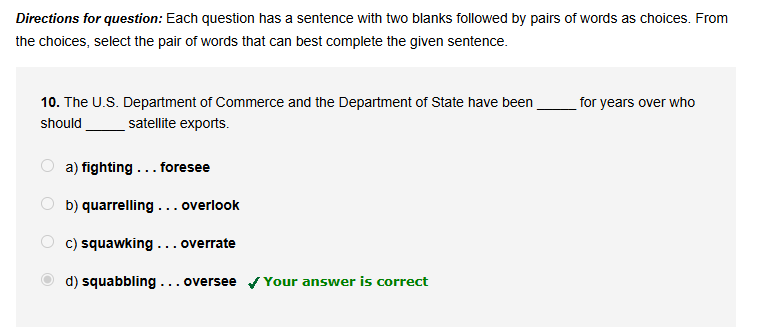 Directions for question: Each question has a sentence with two blanks followed by pairs of words as choices. From
the choices, select the pair of words that can best complete the given sentence.
10. The U.S. Department of Commerce and the Department of State have been _____ for years over who
should _____ satellite exports.
a) fighting . . . foresee
b) quarrelling . . . overlook
c) squawking . . . overrate
d) squabbling . . . oversee ✓ Your answer is correct